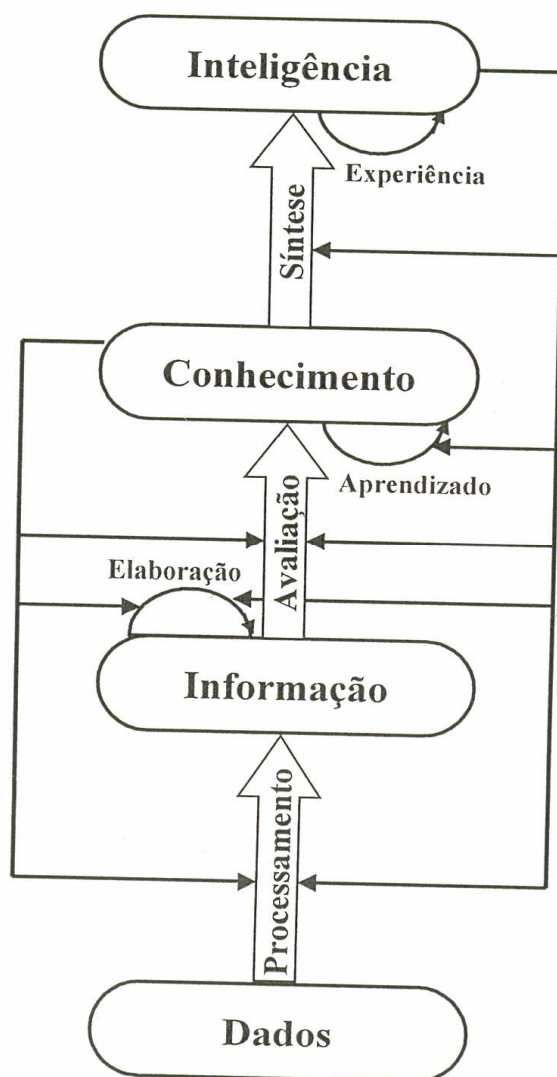 Inteligência
Experiência
Síntese
Conhecimento
Aprendizado
Avaliação
Elaboração
Informação
Processamento
Dados